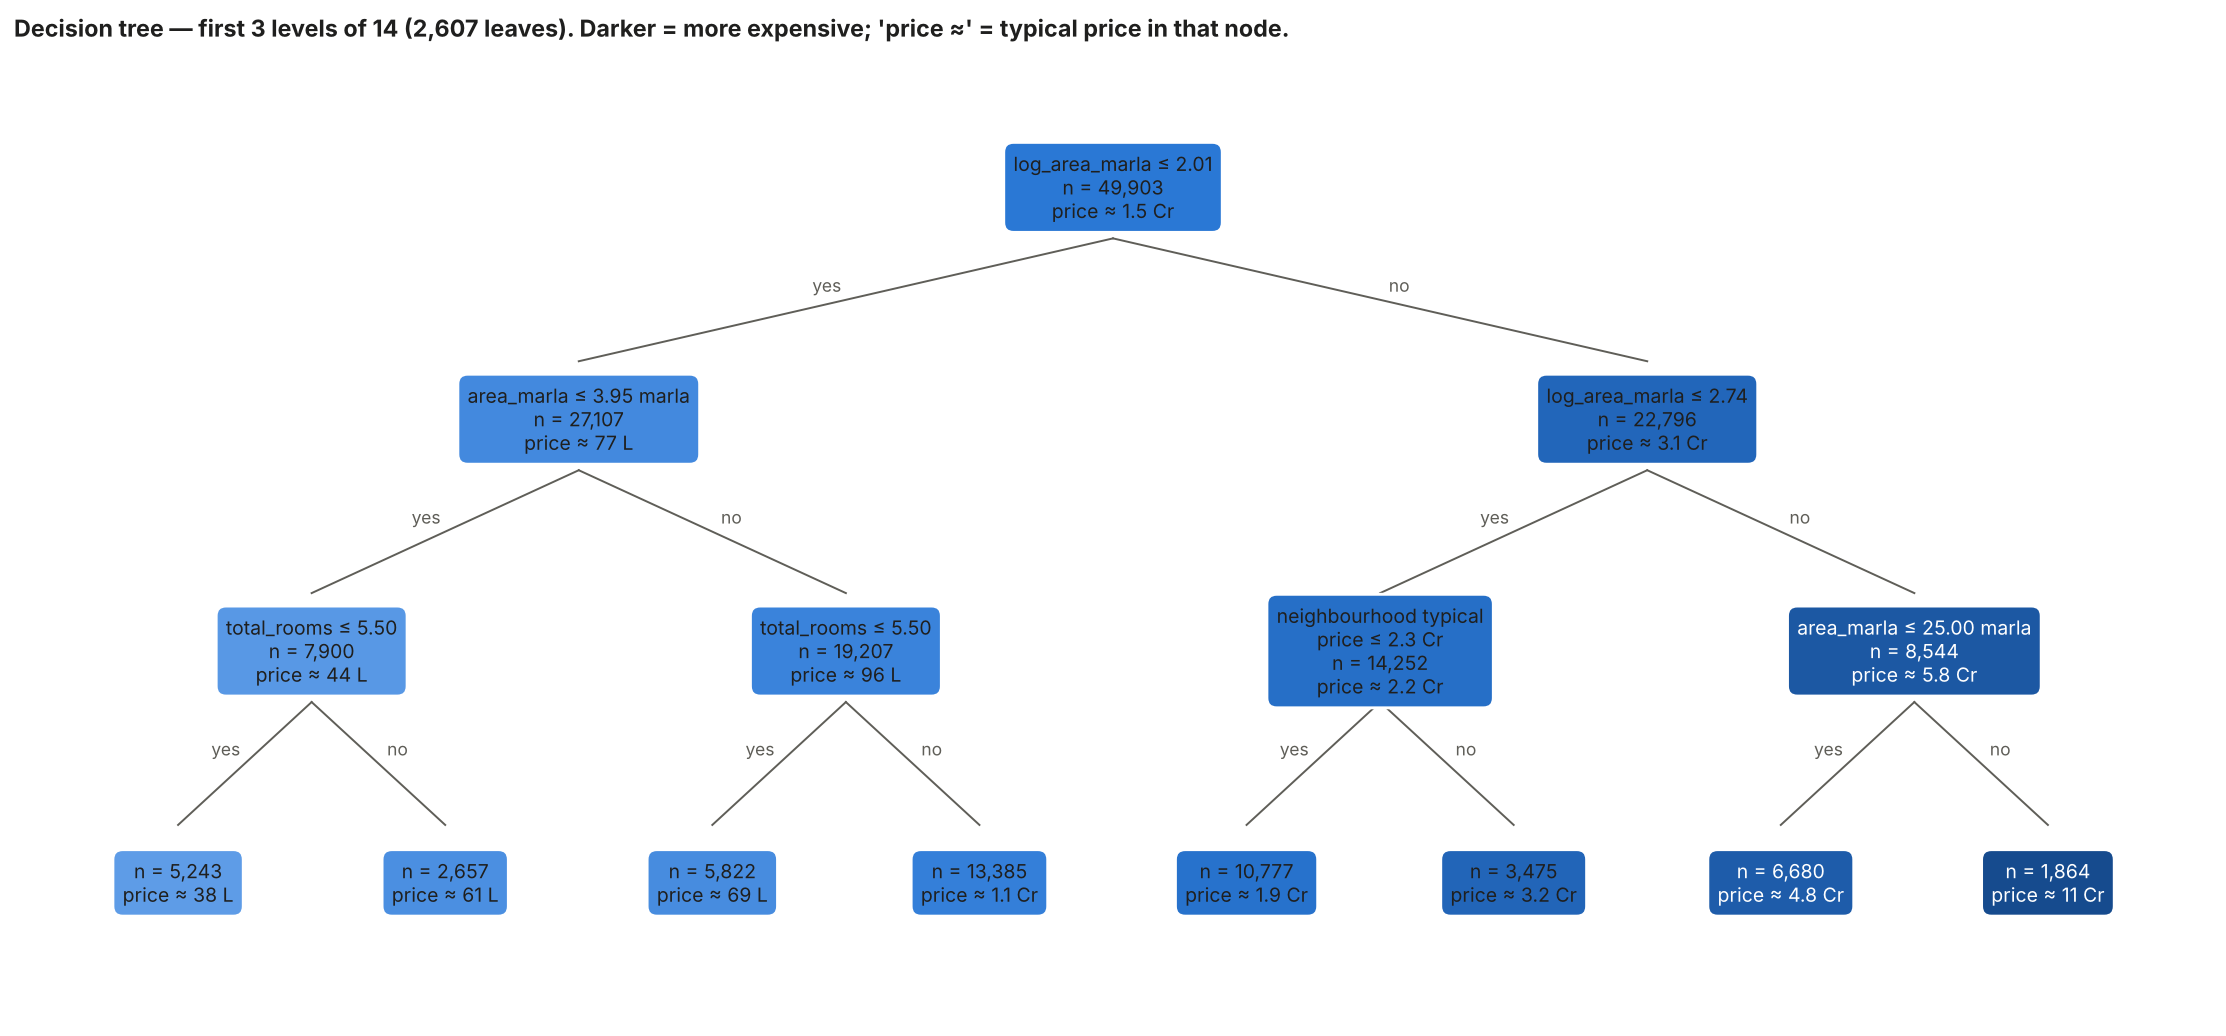 Decision tree — first 3 levels of 14 (2,607 leaves). Darker = more expensive; 'price ≈' = typical price in that node.
log_area_marla ≤ 2.01
n = 49,903
price ≈ 1.5 Cr
yes
no
area_marla ≤ 3.95 marla
n = 27,107
price ≈ 77 L
log_area_marla ≤ 2.74
n = 22,796
price ≈ 3.1 Cr
yes
no
yes
no
total_rooms ≤ 5.50
n = 7,900
price ≈ 44 L
total_rooms ≤ 5.50
n = 19,207
price ≈ 96 L
neighbourhood typical
price ≤ 2.3 Cr
n = 14,252
price ≈ 2.2 Cr
area_marla ≤ 25.00 marla
n = 8,544
price ≈ 5.8 Cr
yes
no
yes
no
yes
no
yes
no
n = 5,243
price ≈ 38 L
n = 2,657
price ≈ 61 L
n = 5,822
price ≈ 69 L
n = 13,385
price ≈ 1.1 Cr
n = 10,777
price ≈ 1.9 Cr
n = 3,475
price ≈ 3.2 Cr
n = 6,680
price ≈ 4.8 Cr
n = 1,864
price ≈ 11 Cr